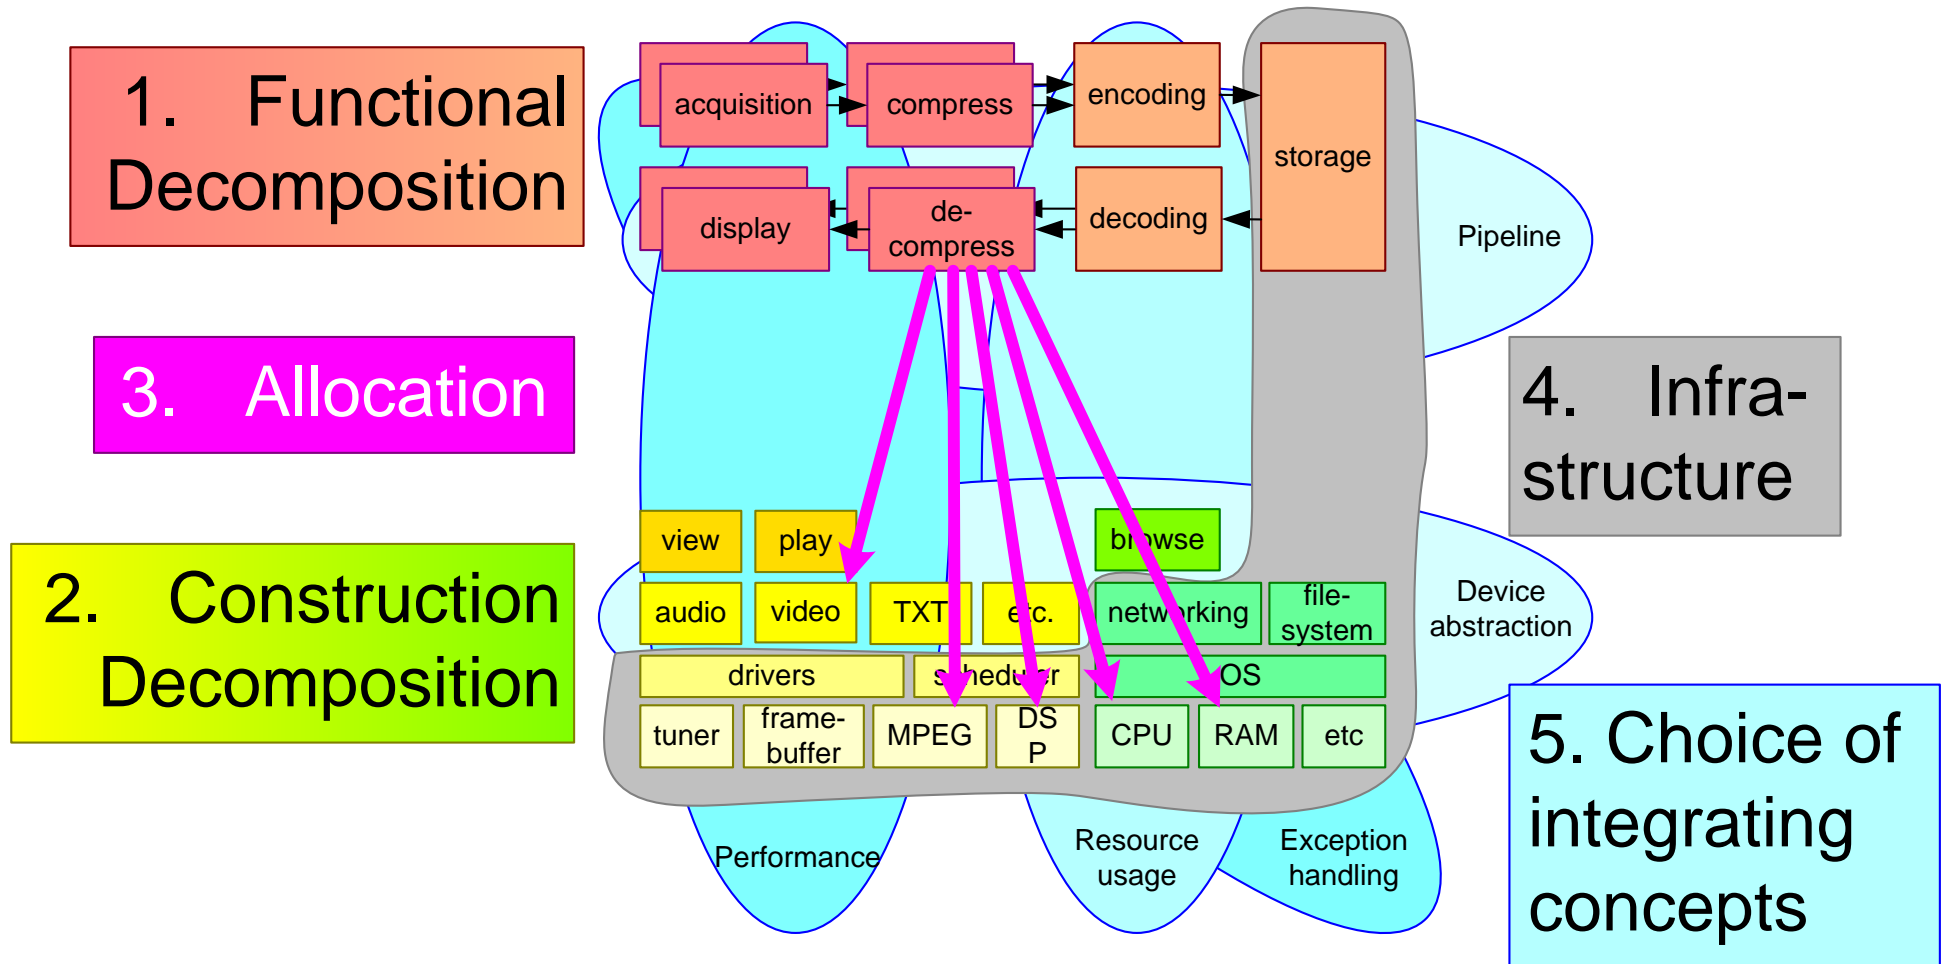 1. Functional
Decomposition
3. Allocation
2. Construction
Decomposition
acquisition
compress
encoding
storage
display
de-
compress
decoding
Pipeline
4. Infra-
structure
view
play
browse
audio
video
TXT
etc.
networking
file-
system
Device
abstraction
drivers
scheduler
OS
tuner
frame-
buffer
MPEG
DS
P
CPU
RAM
etc
Performance
Resource
usage
Exception
handling
5. Choice of
integrating
concepts